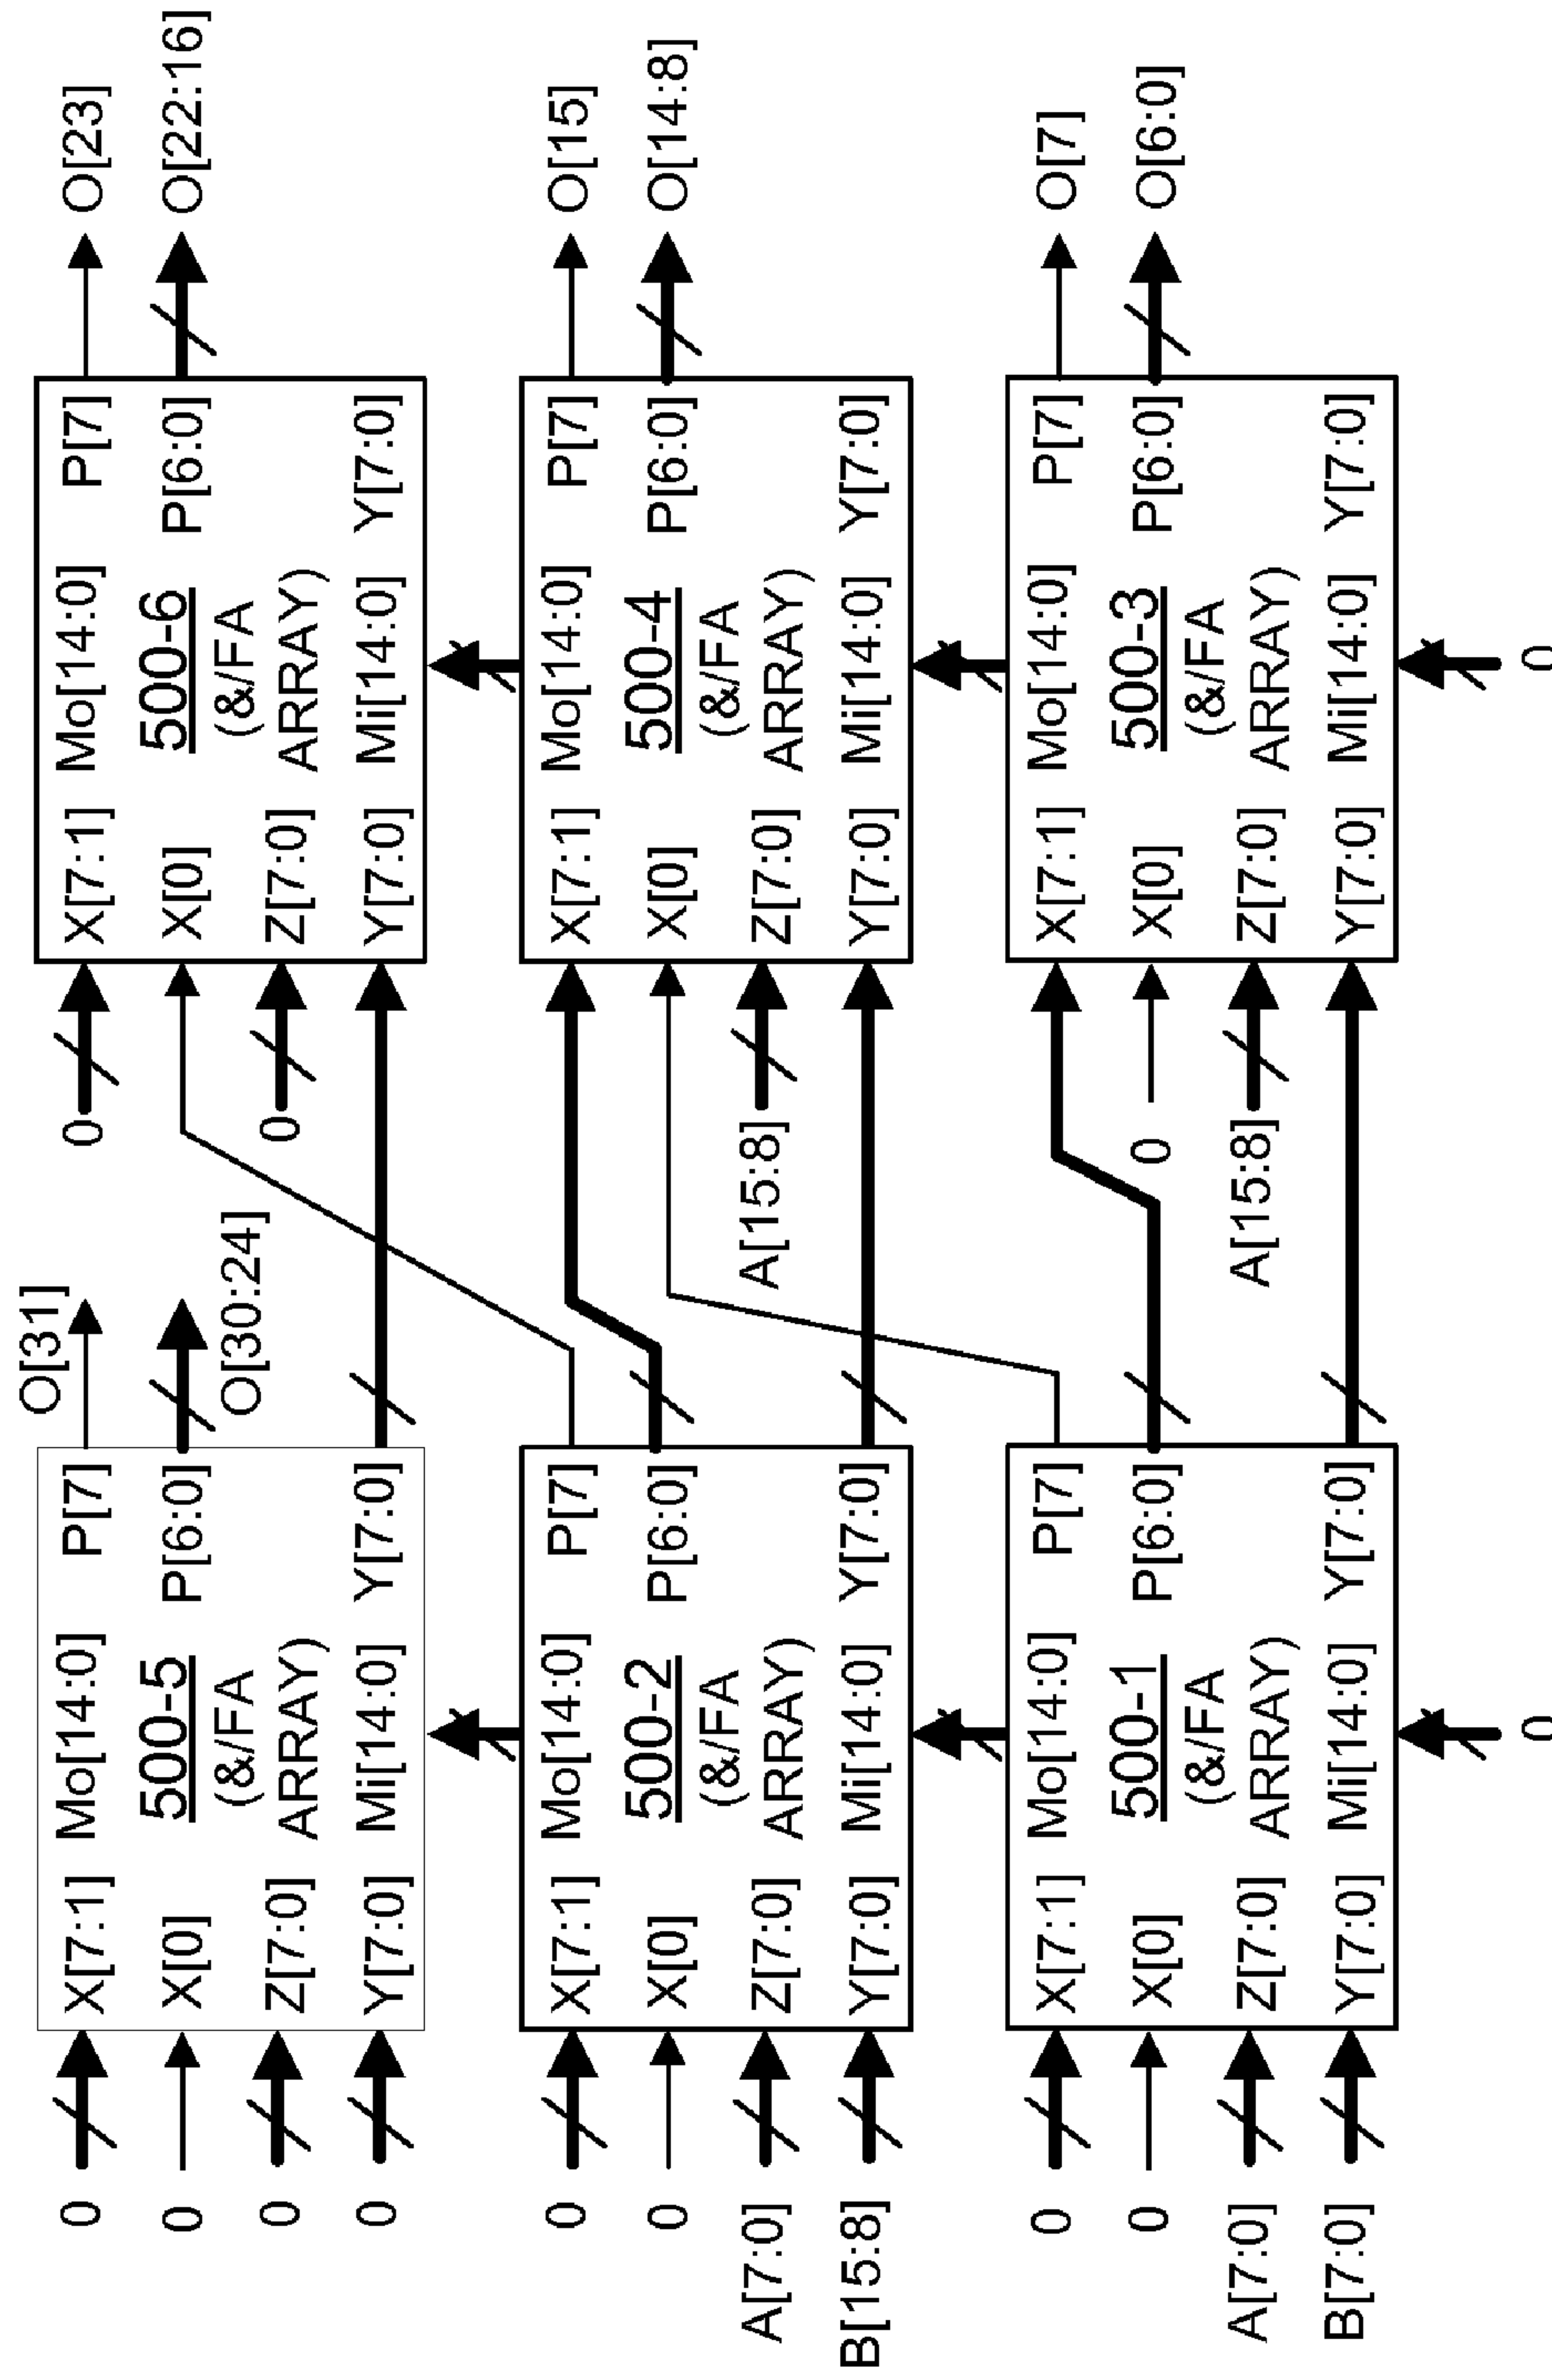 O[31]
0 X[7:1] Mo[14:0] P[7] 0 X[7:1] Mo[14:0] P[7] O[23]
0 X[0] 500-5 P[6:0] X[0] 500-6 P[6:0] O[22:16]
(&/FA O[30:24] (&/FA
0 Z[7:0] ARRAY) 0 Z[7:0] ARRAY)
0 Y[7:0] Mi[14:0] Y[7:0] Y[7:0] Mi[14:0] Y[7:0]
0 X[7:1] Mo[14:0] P[7] X[7:1] Mo[14:0] P[7] O[15]
0 X[0] 500-2 P[6:0] X[0] 500-4 P[6:0] O[14:8]
(&/FA (&/FA
A[7:0] Z[7:0] ARRAY) A[15:8] Z[7:0] ARRAY)
B[15:8] Y[7:0] Mi[14:0] Y[7:0] Y[7:0] Mi[14:0] Y[7:0]
0 X[7:1] Mo[14:0] P[7] X[7:1] Mo[14:0] P[7] O[7]
0 X[0] 500-1 P[6:0] 0 X[0] 500-3 P[6:0] O[6:0]
(&/FA (&/FA
A[7:0] Z[7:0] ARRAY) A[15:8] Z[7:0] ARRAY)
B[7:0] Y[7:0] Mi[14:0] Y[7:0] Y[7:0] Mi[14:0] Y[7:0]
0 0